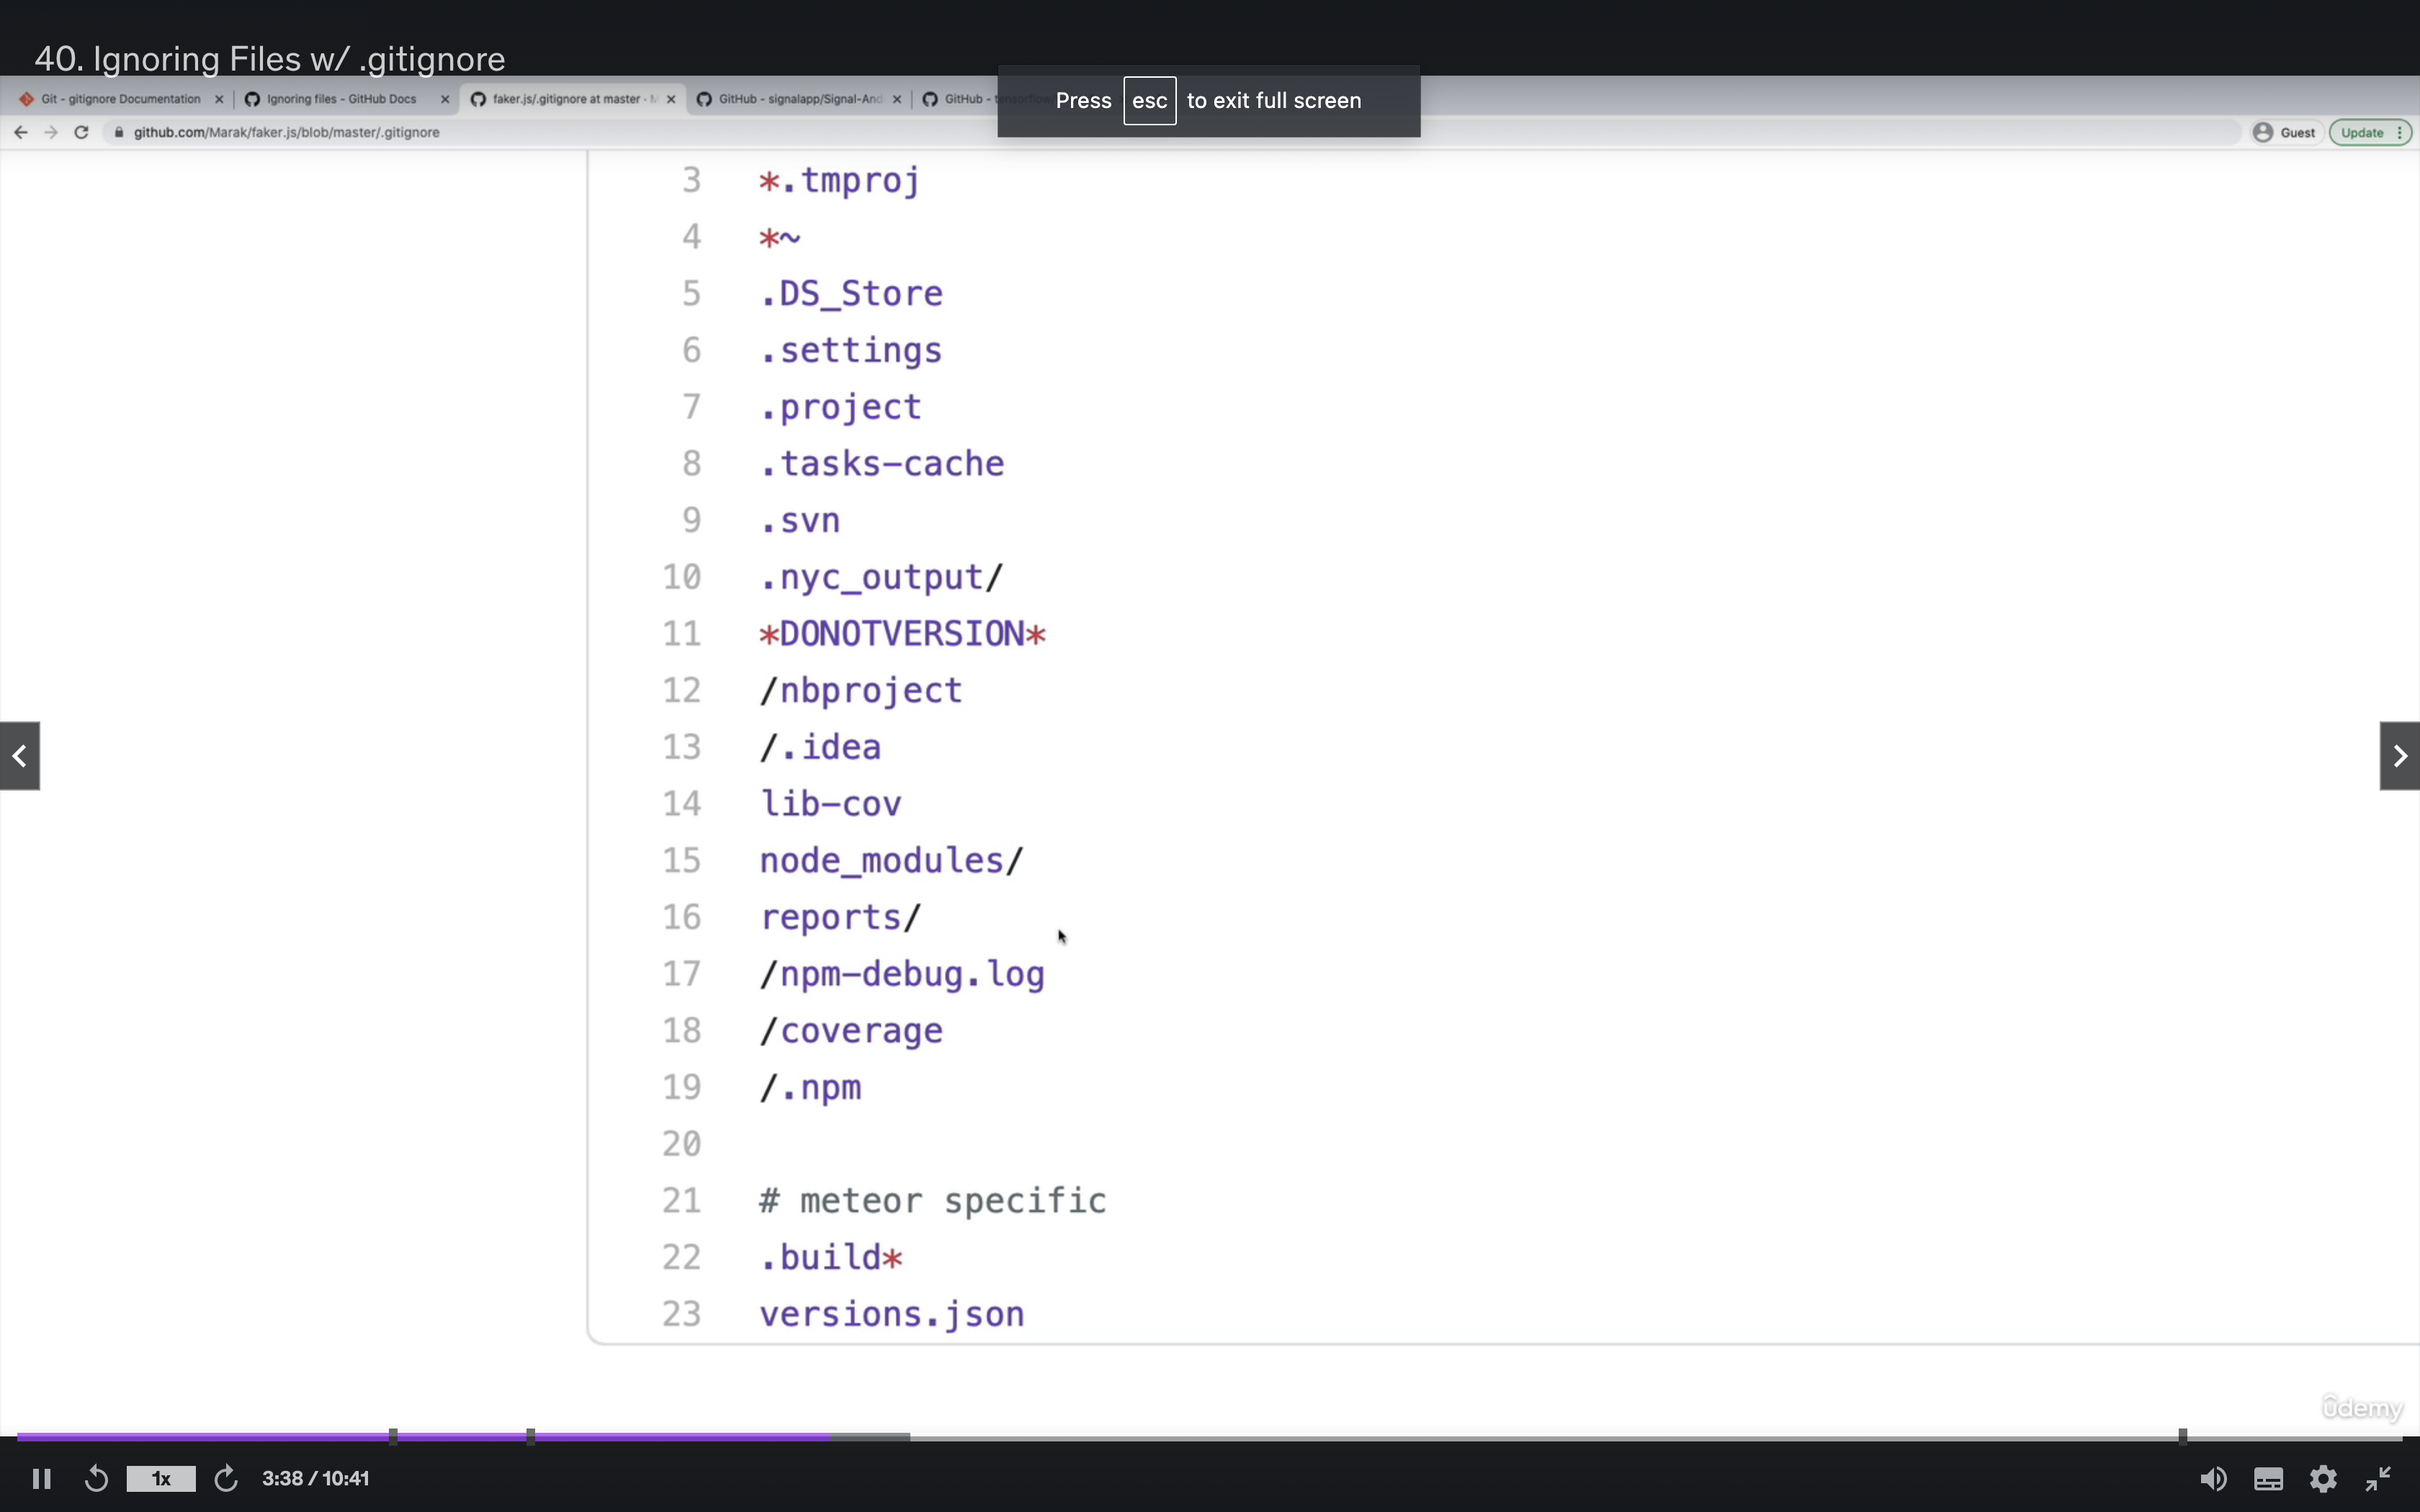 40. Ignoring Files w/ .gitignore
Git - gitignore Documentation
Ignoring files - GitHub Docs
faker.js/.gitignore at master - M
GitHub - signalapp/Signal-And
GitHub - tensorflow
Press esc to exit full screen
github.com/Marak/faker.js/blob/master/.gitignore
Guest
Update
3 *.tmproj
4 *~
5 .DS_Store
6 .settings
7 .project
8 .tasks-cache
9 .svn
10 .nyc_output/
11 *DONOTVERSION*
12 /nbproject
13 /.idea
14 lib-cov
15 node_modules/
16 reports/
17 /npm-debug.log
18 /coverage
19 /.npm
20
21 # meteor specific
22 .build*
23 versions.json
ûdemy
1x
3:38 / 10:41